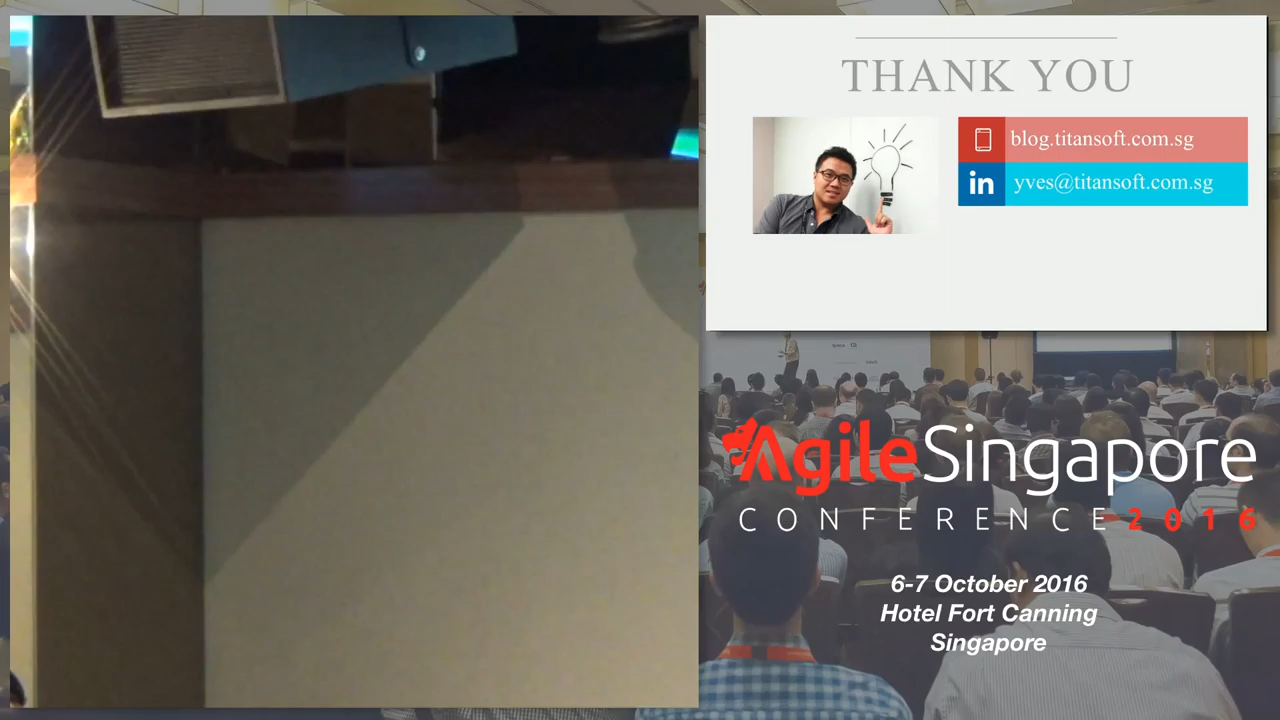 THANK YOU
blog.titansoft.com.sg
in yves@titansoft.com.sg
AgileSingapore
CONFERENCE 2016
6-7 October 2016
Hotel Fort Canning
Singapore